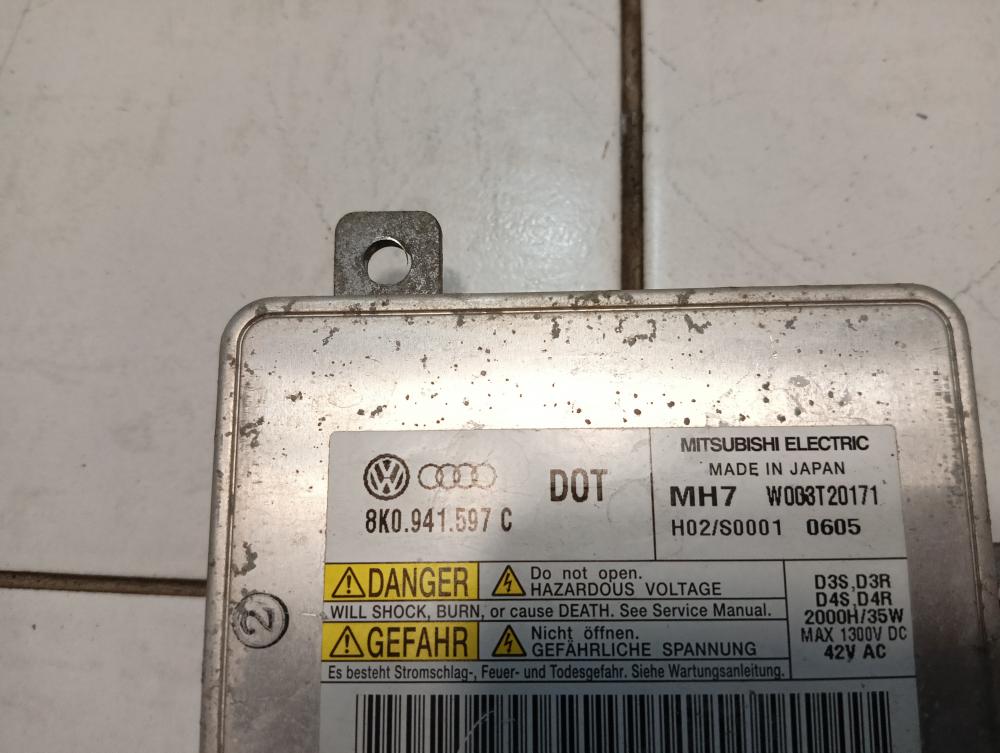 8K0.941.597 C
DOT
MITSUBISHI ELECTRIC
MADE IN JAPAN
MH7 W003T20171
H02/S0001 0605
DANGER
Do not open.
HAZARDOUS VOLTAGE
WILL SHOCK, BURN, or cause DEATH. See Service Manual.
GEFAHR
Nicht öffnen.
GEFÄHRLICHE SPANNUNG
Es besteht Stromschlag-, Feuer- und Todesgefahr. Siehe Wartungsanleitung.
D3S,D3R
D4S,D4R
2000H/35W
MAX 1300V DC
42V AC
2